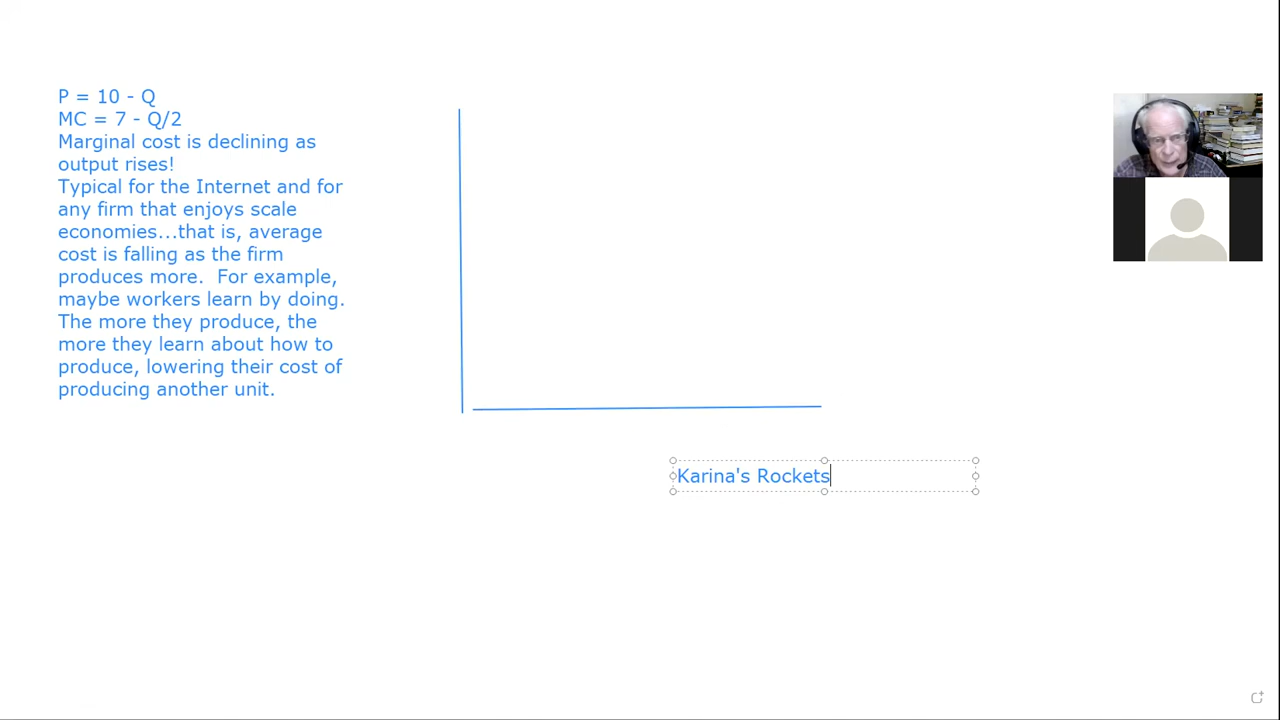 P = 10 - Q
MC = 7 - Q/2
Marginal cost is declining as
output rises!
Typical for the Internet and for
any firm that enjoys scale
economies...that is, average
cost is falling as the firm
produces more.  For example,
maybe workers learn by doing.
The more they produce, the
more they learn about how to
produce, lowering their cost of
producing another unit.
Karina's Rockets